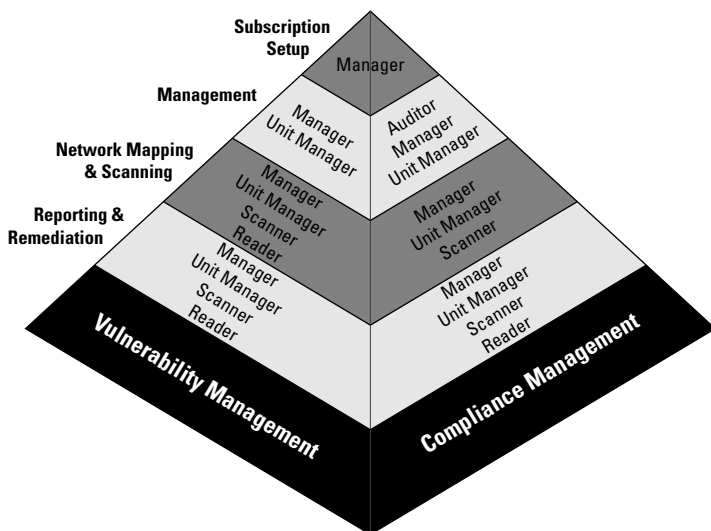 Subscription
Setup
Manager
Management
Manager
Unit Manager
Auditor
Manager
Unit Manager
Network Mapping
& Scanning
Manager
Unit Manager
Scanner
Reader
Manager
Unit Manager
Scanner
Reporting &
Remediation
Manager
Unit Manager
Scanner
Reader
Manager
Unit Manager
Scanner
Reader
Vulnerability Management
Compliance Management